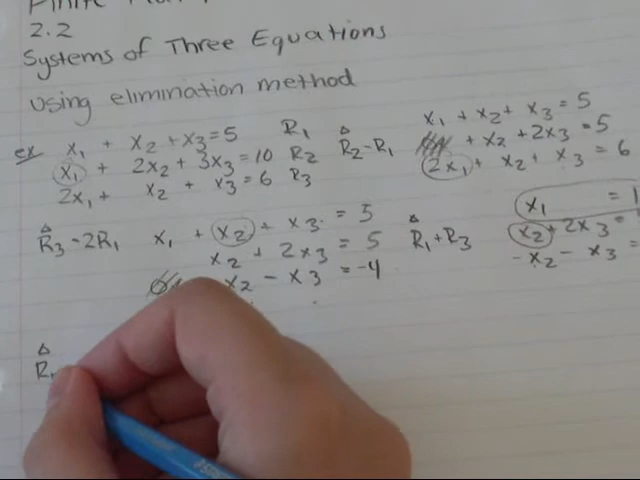 2.2
Systems of Three Equations
using elimination method
ex x₁ + x₂ + x₃ = 5 R₁
x₁ + 2x₂ + 3x₃ = 10 R₂
2x₁ + x₂ + x₃ = 6 R₃
△
R₂-R₁
x₁ + x₂ + x₃ = 5
+ x₂ + 2x₃ = 5
2x₁ + x₂ + x₃ = 6
△
R₃-2R₁
x₁ + x₂ + x₃ = 5
x₂ + 2x₃ = 5
x₂ - x₃ = -4
△
R₁+R₃
x₁ = 1
x₂ + 2x₃ =
-x₂ - x₃ =
△
R₁